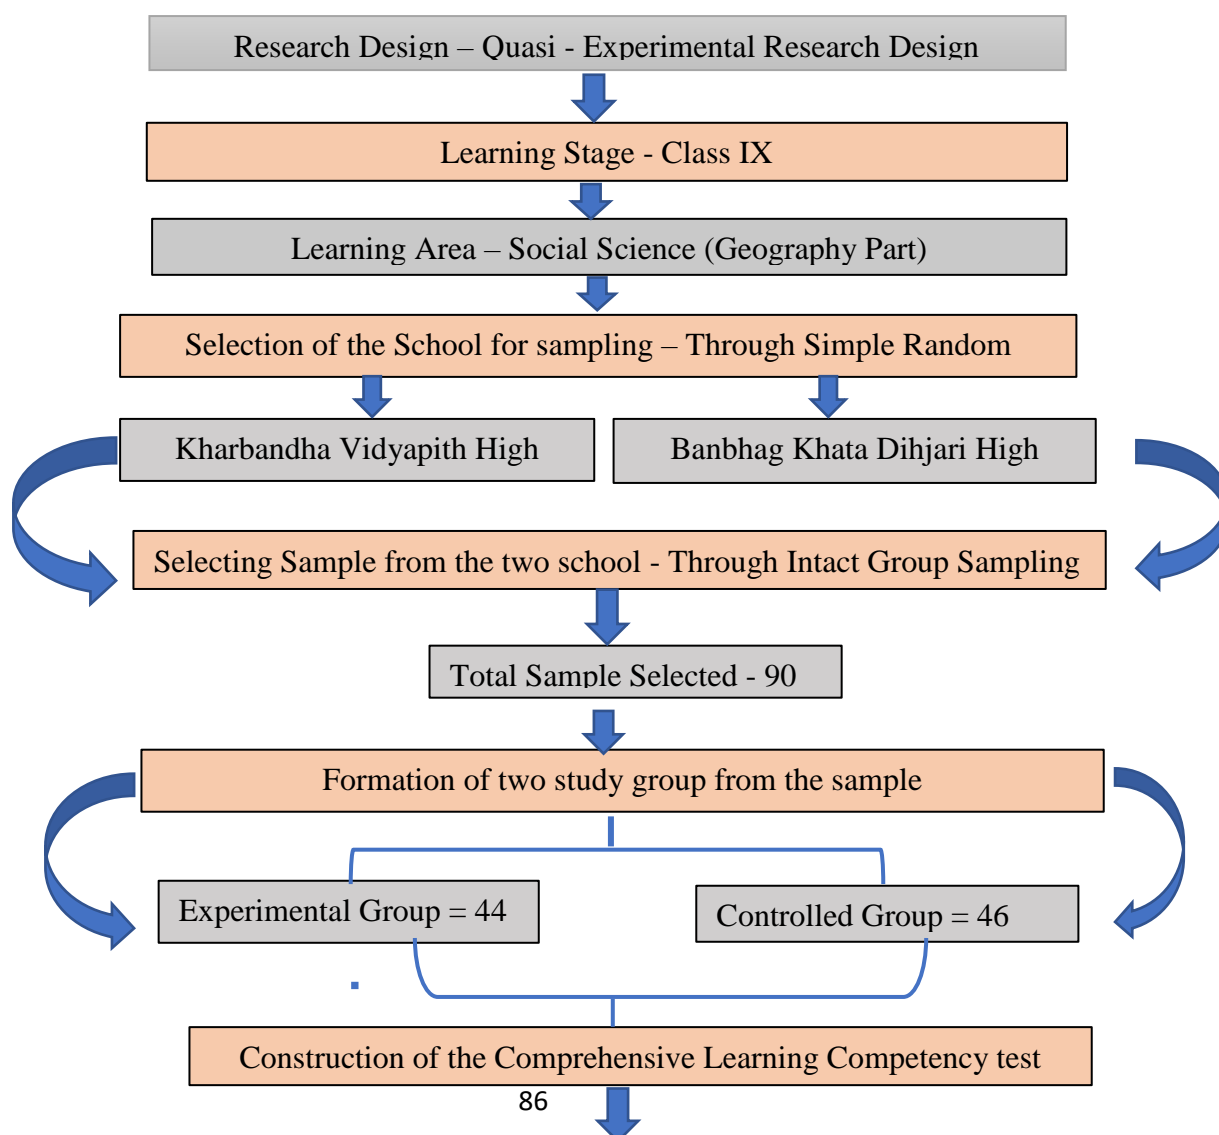 Research Design – Quasi - Experimental Research Design
Learning Stage - Class IX
Learning Area – Social Science (Geography Part)
Selection of the School for sampling – Through Simple Random
Kharbandha Vidyapith High
Banbhag Khata Dihjari High
Selecting Sample from the two school - Through Intact Group Sampling
Total Sample Selected - 90
Formation of two study group from the sample
Experimental Group = 44
Controlled Group = 46
Construction of the Comprehensive Learning Competency test
86